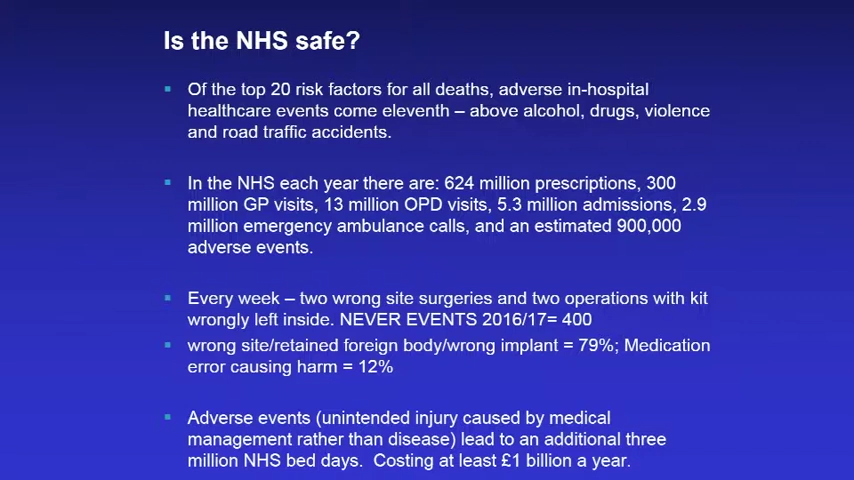 Is the NHS safe?
Of the top 20 risk factors for all deaths, adverse in-hospital
healthcare events come eleventh – above alcohol, drugs, violence
and road traffic accidents.
In the NHS each year there are: 624 million prescriptions, 300
million GP visits, 13 million OPD visits, 5.3 million admissions, 2.9
million emergency ambulance calls, and an estimated 900,000
adverse events.
Every week – two wrong site surgeries and two operations with kit
wrongly left inside. NEVER EVENTS 2016/17= 400
wrong site/retained foreign body/wrong implant = 79%; Medication
error causing harm = 12%
Adverse events (unintended injury caused by medical
management rather than disease) lead to an additional three
million NHS bed days.  Costing at least £1 billion a year.